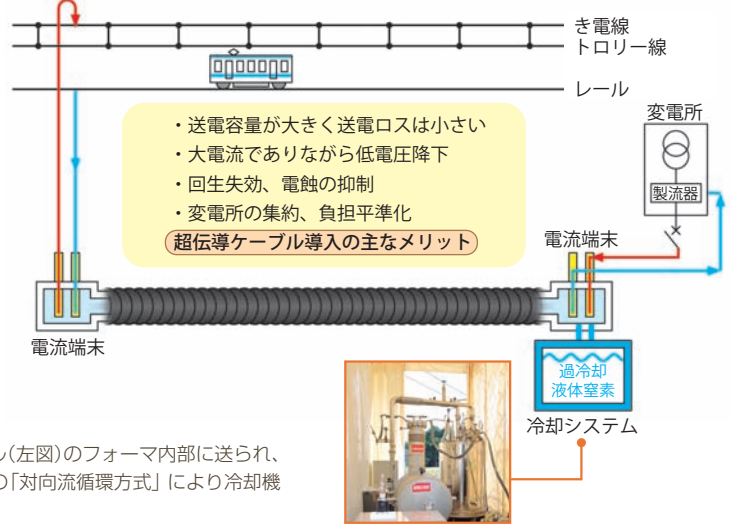 き電線
トロリー線
レール
変電所
・送電容量が大きく送電ロスは小さい
・大電流でありながら低電圧降下
・回生失効、電蝕の抑制
・変電所の集約、負担平準化
超伝導ケーブル導入の主なメリット
製流器
電流端末
電流端末
過冷却
液体窒素
冷却システム
ル(左図)のフォーマ内部に送られ、
の「対向流循環方式」により冷却機